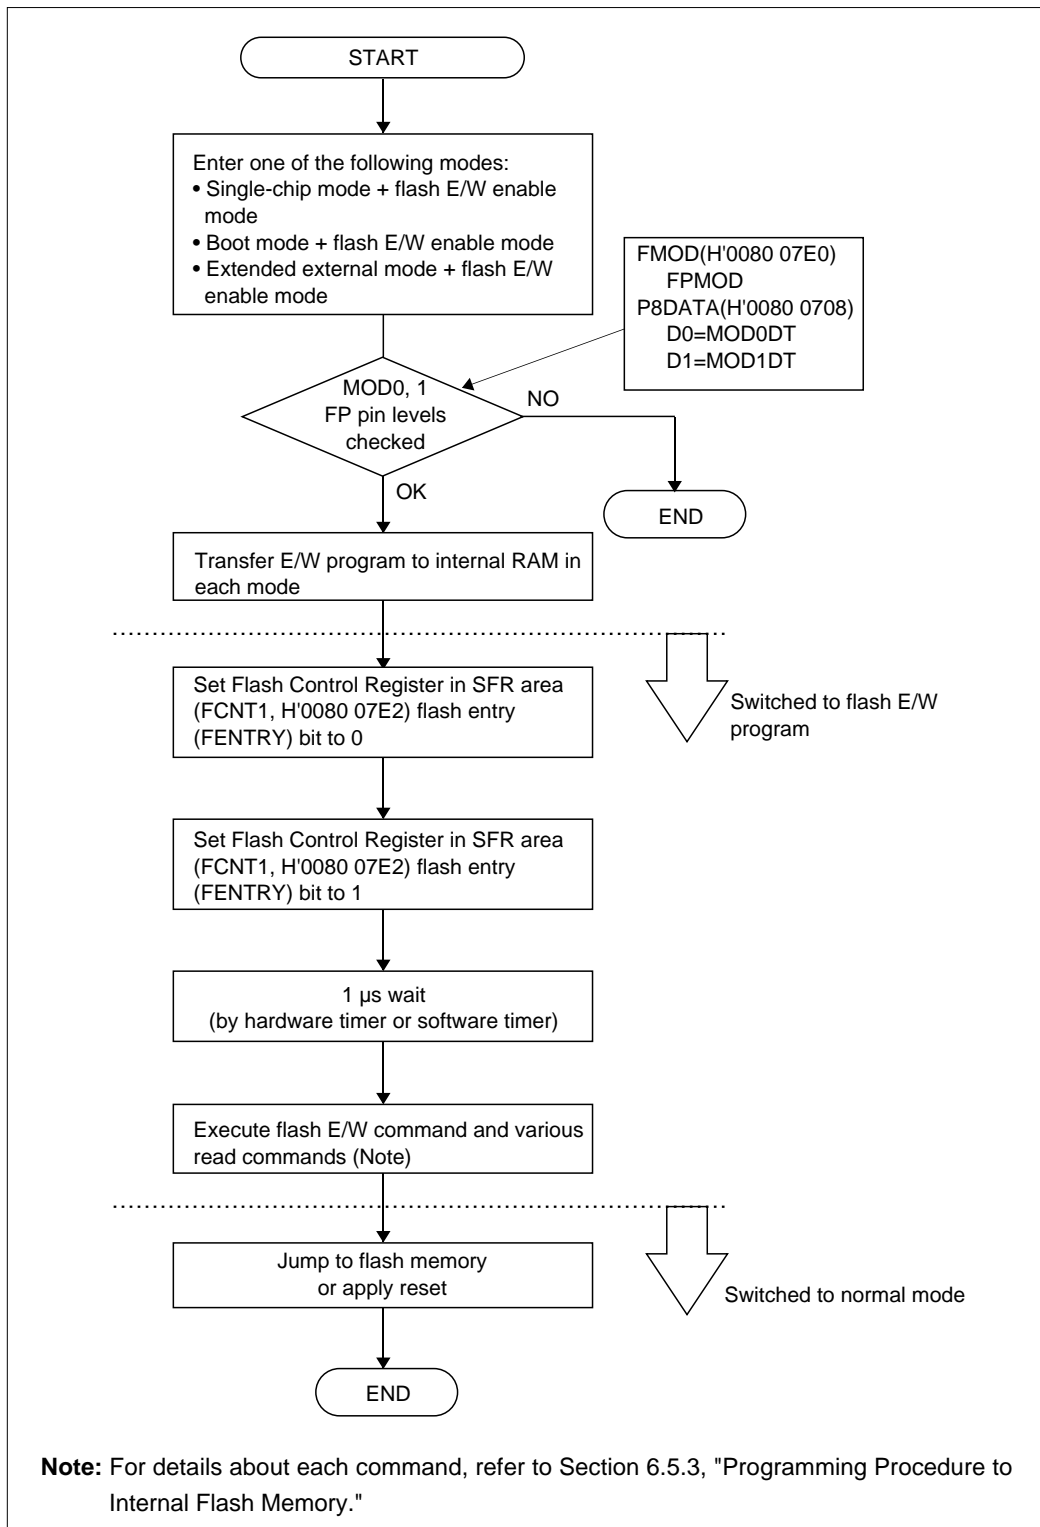 START
Enter one of the following modes:
• Single-chip mode + flash E/W enable
mode
• Boot mode + flash E/W enable mode
• Extended external mode + flash E/W
enable mode
FMOD(H'0080 07E0)
FPMOD
P8DATA(H'0080 0708)
D0=MOD0DT
D1=MOD1DT
MOD0, 1
FP pin levels
checked
NO
OK
END
Transfer E/W program to internal RAM in
each mode
Set Flash Control Register in SFR area
(FCNT1, H'0080 07E2) flash entry
(FENTRY) bit to 0
Switched to flash E/W
program
Set Flash Control Register in SFR area
(FCNT1, H'0080 07E2) flash entry
(FENTRY) bit to 1
1 µs wait
(by hardware timer or software timer)
Execute flash E/W command and various
read commands (Note)
Jump to flash memory
or apply reset
Switched to normal mode
END
Note: For details about each command, refer to Section 6.5.3, "Programming Procedure to
Internal Flash Memory."